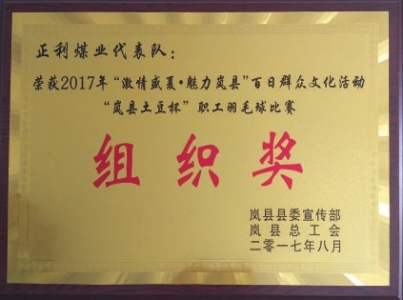 正利煤业代表队：
荣获2017年“激情盛夏·魅力岚县”百日群众文化活动
“岚县土豆杯”职工羽毛球比赛
组织奖
岚县县委宣传部
岚县总工会
二〇一七年八月